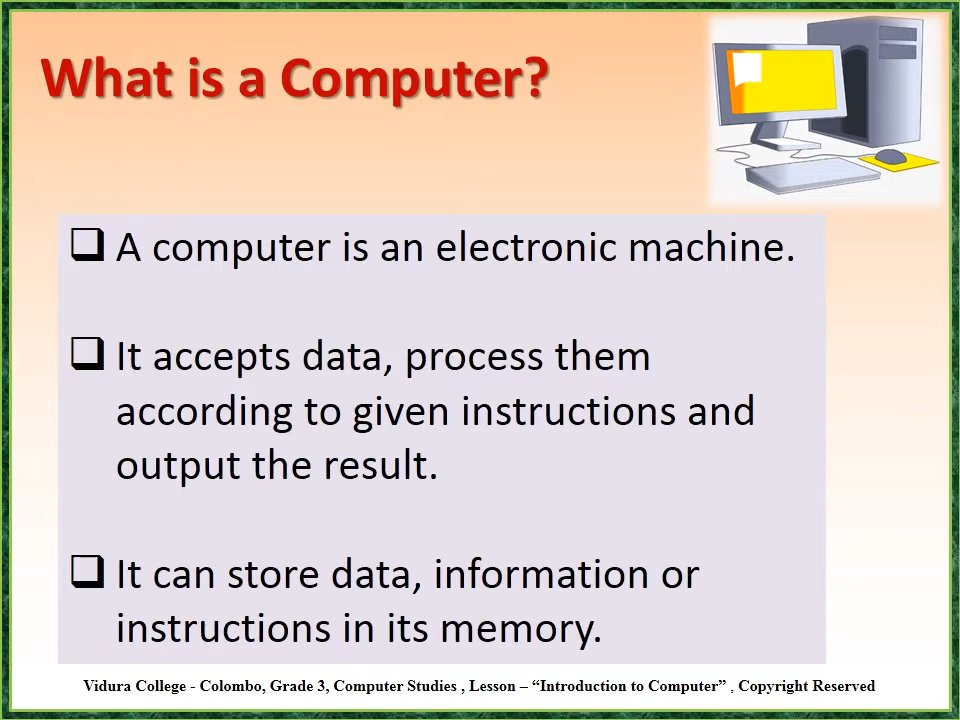 What is a Computer?
❑ A computer is an electronic machine.
❑ It accepts data, process them
according to given instructions and
output the result.
❑ It can store data, information or
instructions in its memory.
Vidura College - Colombo, Grade 3, Computer Studies , Lesson – “Introduction to Computer” , Copyright Reserved